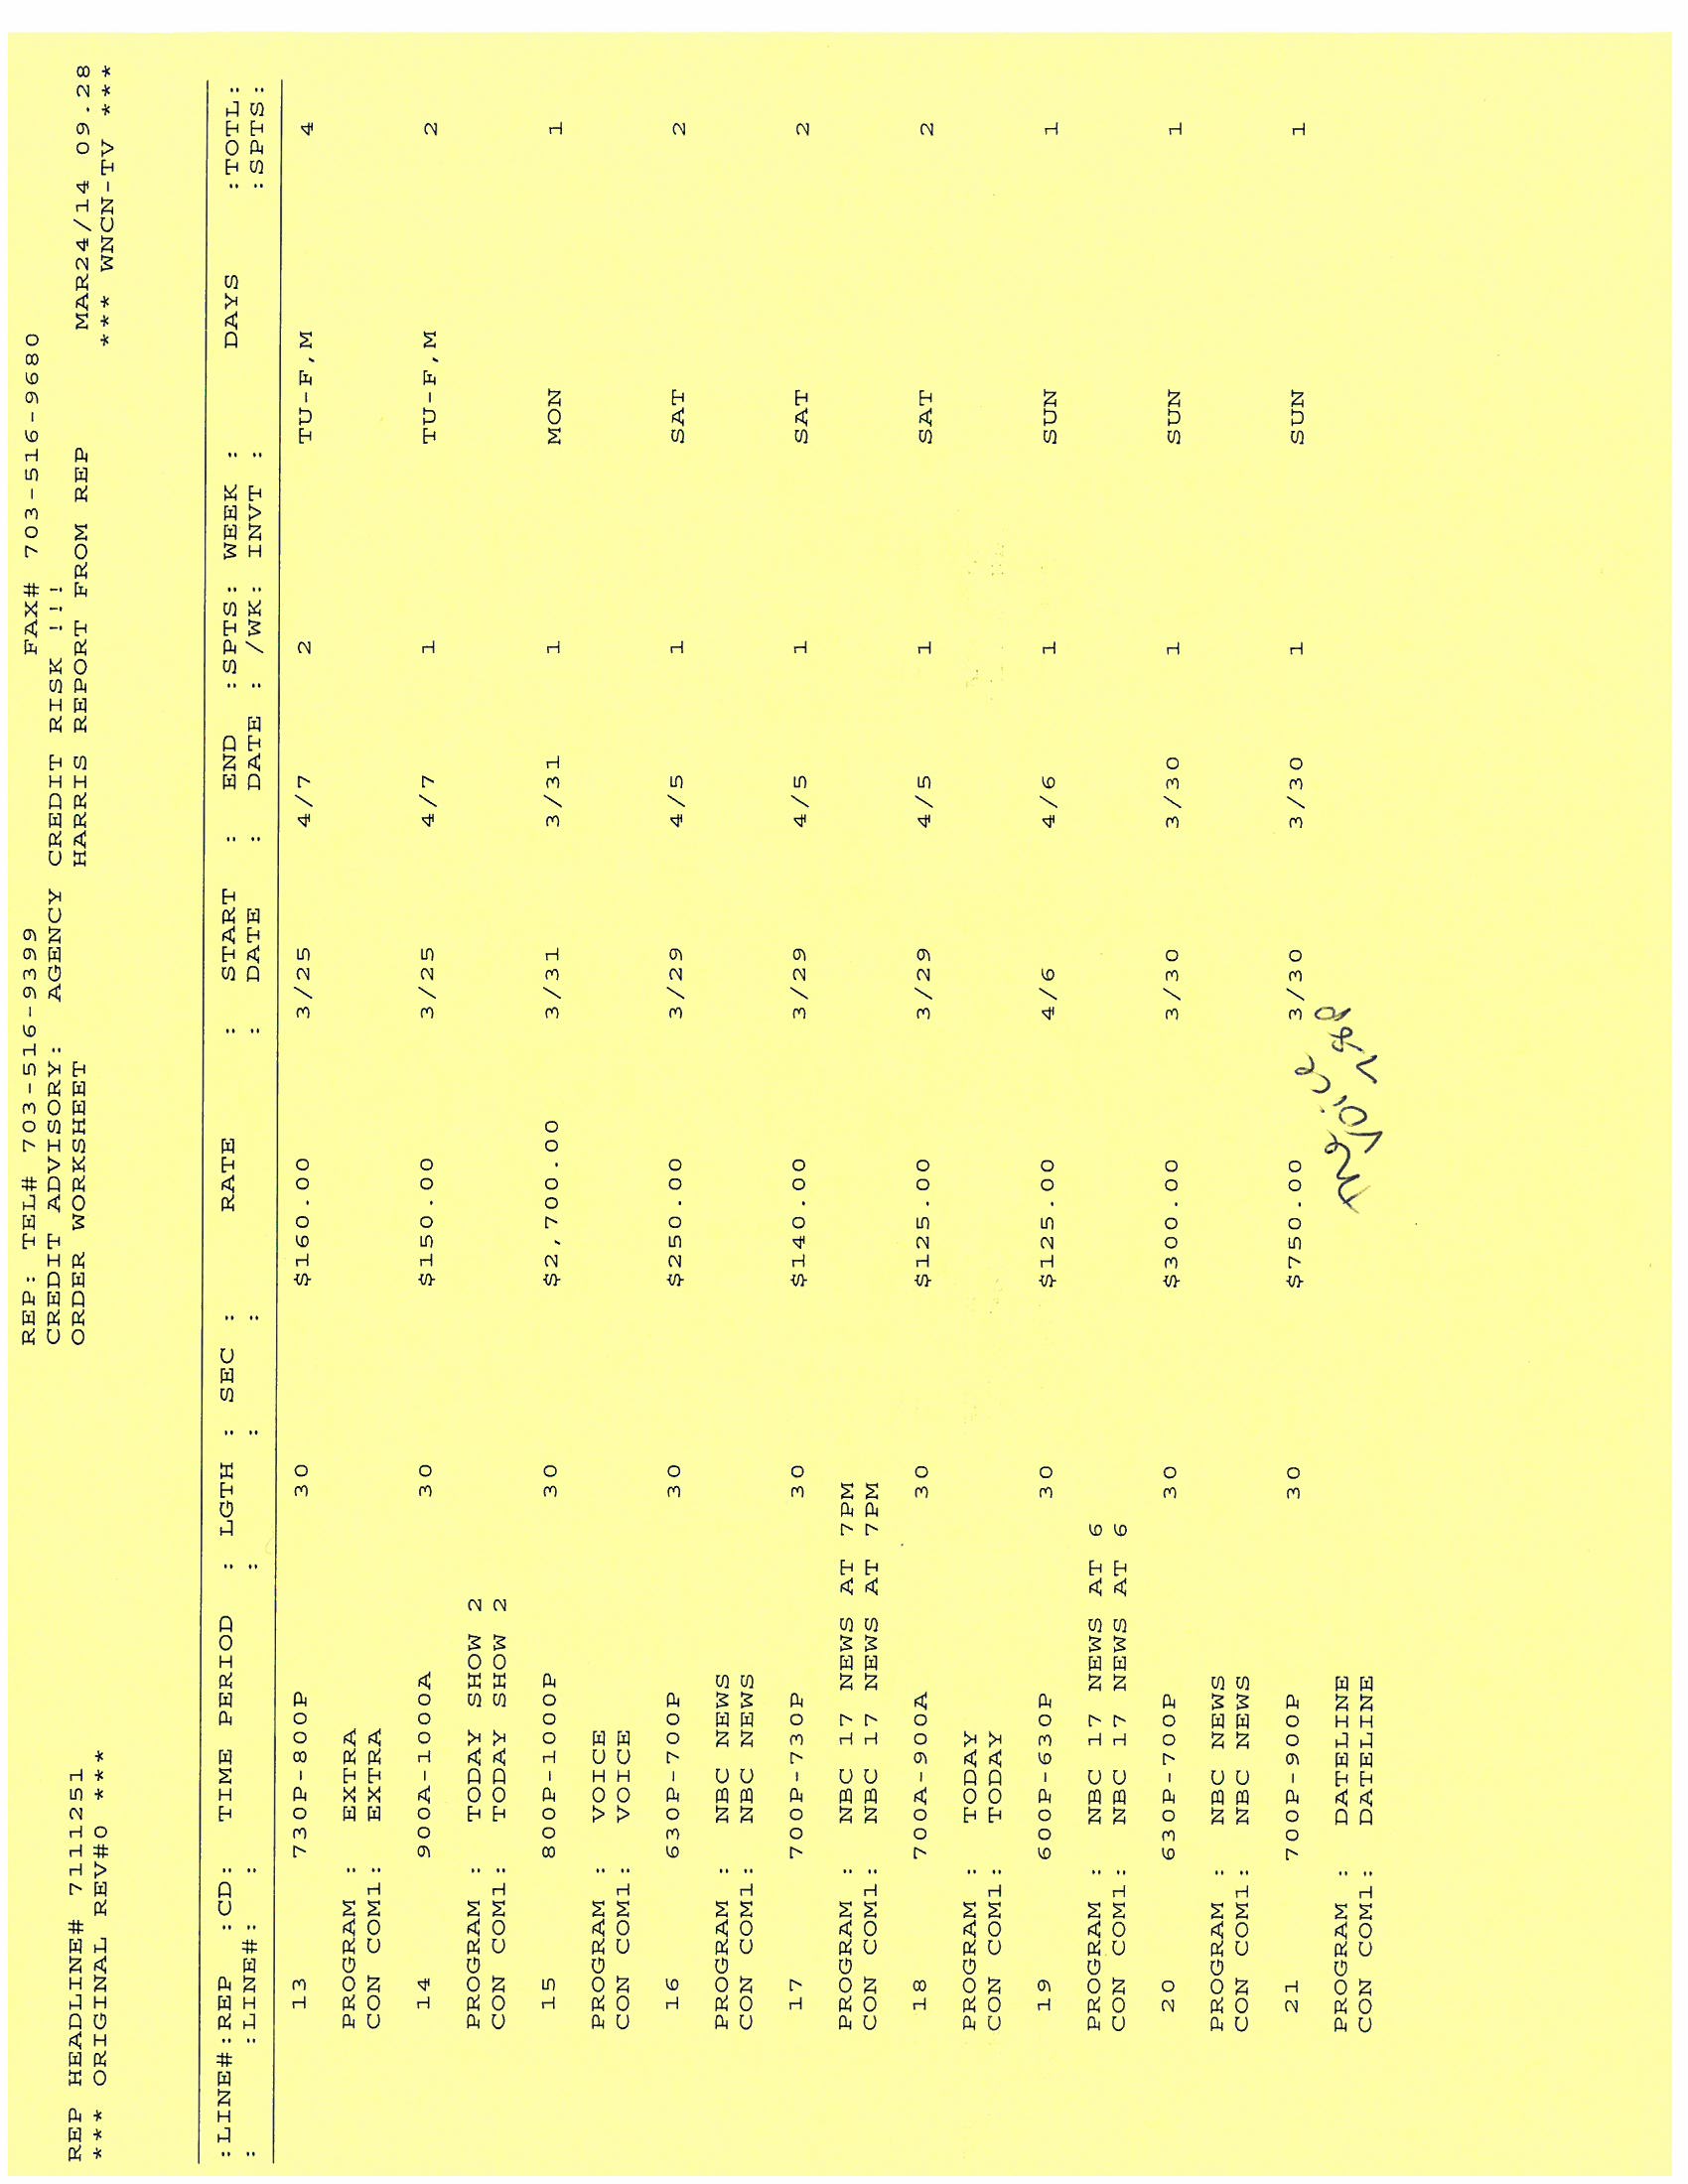 REP: TEL# 703-516-9399 FAX# 703-516-9680
CREDIT ADVISORY: AGENCY CREDIT RISK !!!
REP HEADLINE# 7111251 ORDER WORKSHEET HARRIS REPORT FROM REP MAR24/14 09.28
*** ORIGINAL REV#0 *** *** WNCN-TV ***
:LINE#:REP :CD: TIME PERIOD : LGTH : SEC : RATE : START : END :SPTS: WEEK : DAYS :TOTL:
: :LINE#: : : : : : DATE : DATE : /WK: INVT : :SPTS:
13 730P-800P 30 $160.00 3/25 4/7 2 TU-F,M 4
PROGRAM : EXTRA
CON COM1: EXTRA
14 900A-1000A 30 $150.00 3/25 4/7 1 TU-F,M 2
PROGRAM : TODAY SHOW 2
CON COM1: TODAY SHOW 2
15 800P-1000P 30 $2,700.00 3/31 3/31 1 MON 1
PROGRAM : VOICE
CON COM1: VOICE
16 630P-700P 30 $250.00 3/29 4/5 1 SAT 2
PROGRAM : NBC NEWS
CON COM1: NBC NEWS
17 700P-730P 30 $140.00 3/29 4/5 1 SAT 2
PROGRAM : NBC 17 NEWS AT 7PM
CON COM1: NBC 17 NEWS AT 7PM
18 700A-900A 30 $125.00 3/29 4/5 1 SAT 2
PROGRAM : TODAY
CON COM1: TODAY
19 600P-630P 30 $125.00 4/6 4/6 1 SUN 1
PROGRAM : NBC 17 NEWS AT 6
CON COM1: NBC 17 NEWS AT 6
20 630P-700P 30 $300.00 3/30 3/30 1 SUN 1
PROGRAM : NBC NEWS
CON COM1: NBC NEWS
21 700P-900P 30 $750.00 3/30 3/30 1 SUN 1
PROGRAM : DATELINE
CON COM1: DATELINE
The Voice
7-8p